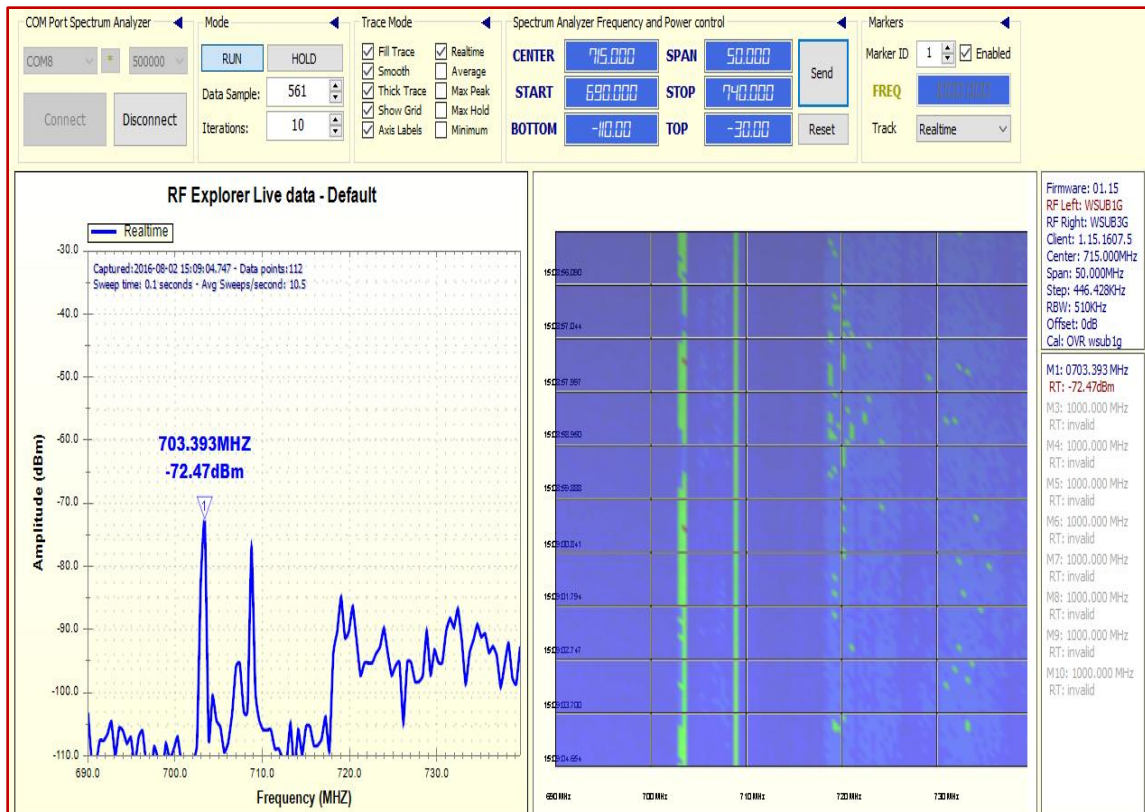 COM Port Spectrum Analyzer
COM8
*
500000
Connect
Disconnect
Mode
RUN
HOLD
Data Sample:
561
Iterations:
10
Trace Mode
Fill Trace
Realtime
Smooth
Average
Thick Trace
Max Peak
Show Grid
Max Hold
Axis Labels
Minimum
Spectrum Analyzer Frequency and Power control
CENTER
715.000
SPAN
50.000
START
690.000
STOP
740.000
BOTTOM
-110.00
TOP
-30.00
Send
Reset
Markers
Marker ID
1
Enabled
FREQ
Track
Realtime
RF Explorer Live data - Default
Realtime
Captured:2016-08-02 15:09:04.747 - Data points:112
Sweep time: 0.1 seconds - Avg Sweeps/second: 10.5
703.393MHZ
-72.47dBm
1
Amplitude (dBm)
-30.0
-40.0
-50.0
-60.0
-70.0
-80.0
-90.0
-100.0
-110.0
690.0
700.0
710.0
720.0
730.0
Frequency (MHZ)
690 MHz
700 MHz
710 MHz
720 MHz
730 MHz
Firmware: 01.15
RF Left: WSUB1G
RF Right: WSUB3G
Client: 1.15.1607.5
Center: 715.000MHz
Span: 50.000MHz
Step: 446.428KHz
RBW: 510KHz
Offset: 0dB
Cal: OVR wsub1g
M1: 0703.393 MHz
RT: -72.47dBm
M3: 1000.000 MHz
RT: invalid
M4: 1000.000 MHz
RT: invalid
M5: 1000.000 MHz
RT: invalid
M6: 1000.000 MHz
RT: invalid
M7: 1000.000 MHz
RT: invalid
M8: 1000.000 MHz
RT: invalid
M9: 1000.000 MHz
RT: invalid
M10: 1000.000 MHz
RT: invalid